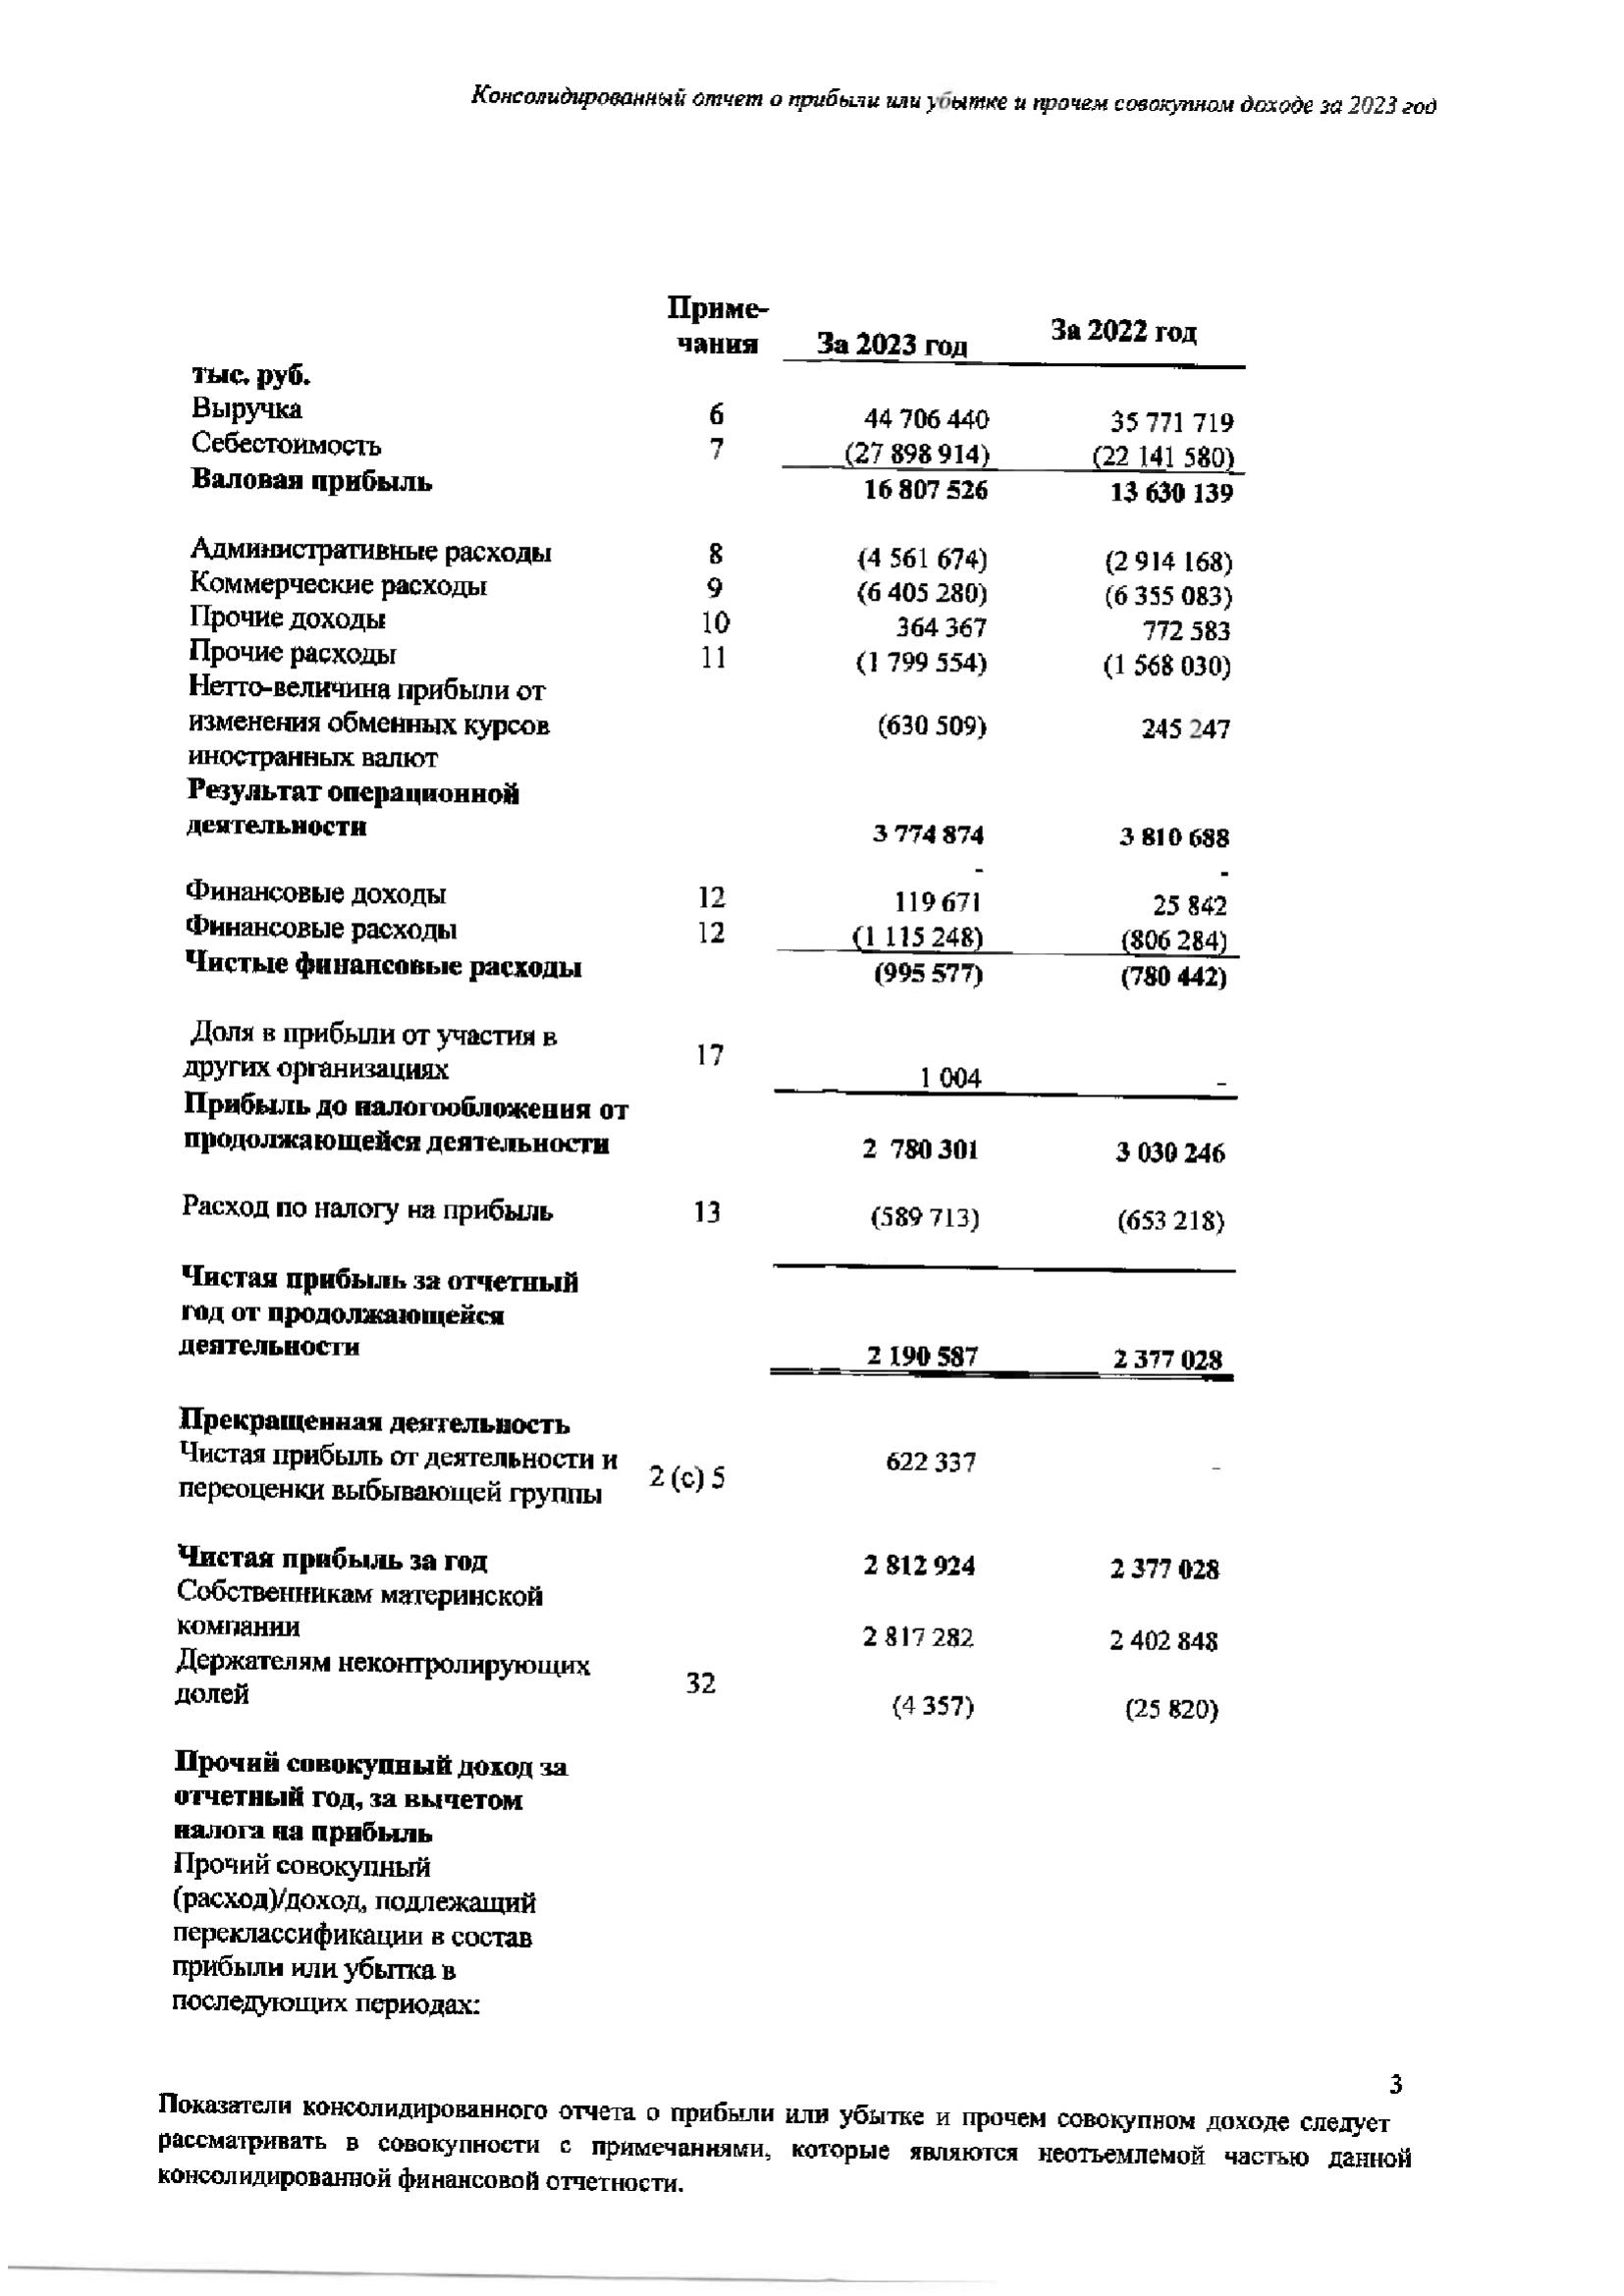 Консолидированный отчет о прибыли или убытке и прочем совокупном доходе за 2023 год
Приме-
чания За 2023 год За 2022 год
тыс. руб.
Выручка 6 44 706 440 35 771 719
Себестоимость 7 (27 898 914) (22 141 580)
Валовая прибыль 16 807 526 13 630 139
Административные расходы 8 (4 561 674) (2 914 168)
Коммерческие расходы 9 (6 405 280) (6 355 083)
Прочие доходы 10 364 367 772 583
Прочие расходы 11 (1 799 554) (1 568 030)
Нетто-величина прибыли от
изменения обменных курсов (630 509) 245 247
иностранных валют
Результат операционной
деятельности 3 774 874 3 810 688
- -
Финансовые доходы 12 119 671 25 842
Финансовые расходы 12 (1 115 248) (806 284)
Чистые финансовые расходы (995 577) (780 442)
Доля в прибыли от участия в
других организациях 17 1 004 -
Прибыль до налогообложения от
продолжающейся деятельности 2 780 301 3 030 246
Расход по налогу на прибыль 13 (589 713) (653 218)
Чистая прибыль за отчетный
год от продолжающейся
деятельности 2 190 587 2 377 028
Прекращенная деятельность
Чистая прибыль от деятельности и 622 337 -
переоценки выбывающей группы 2 (с) 5
Чистая прибыль за год 2 812 924 2 377 028
Собственникам материнской
компании 2 817 282 2 402 848
Держателям неконтролирующих
долей 32 (4 357) (25 820)
Прочий совокупный доход за
отчетный год, за вычетом
налога на прибыль
Прочий совокупный
(расход)/доход, подлежащий
переклассификации в состав
прибыли или убытка в
последующих периодах:
3
Показатели консолидированного отчета о прибыли или убытке и прочем совокупном доходе следует
рассматривать в совокупности с примечаниями, которые являются неотъемлемой частью данной
консолидированной финансовой отчетности.